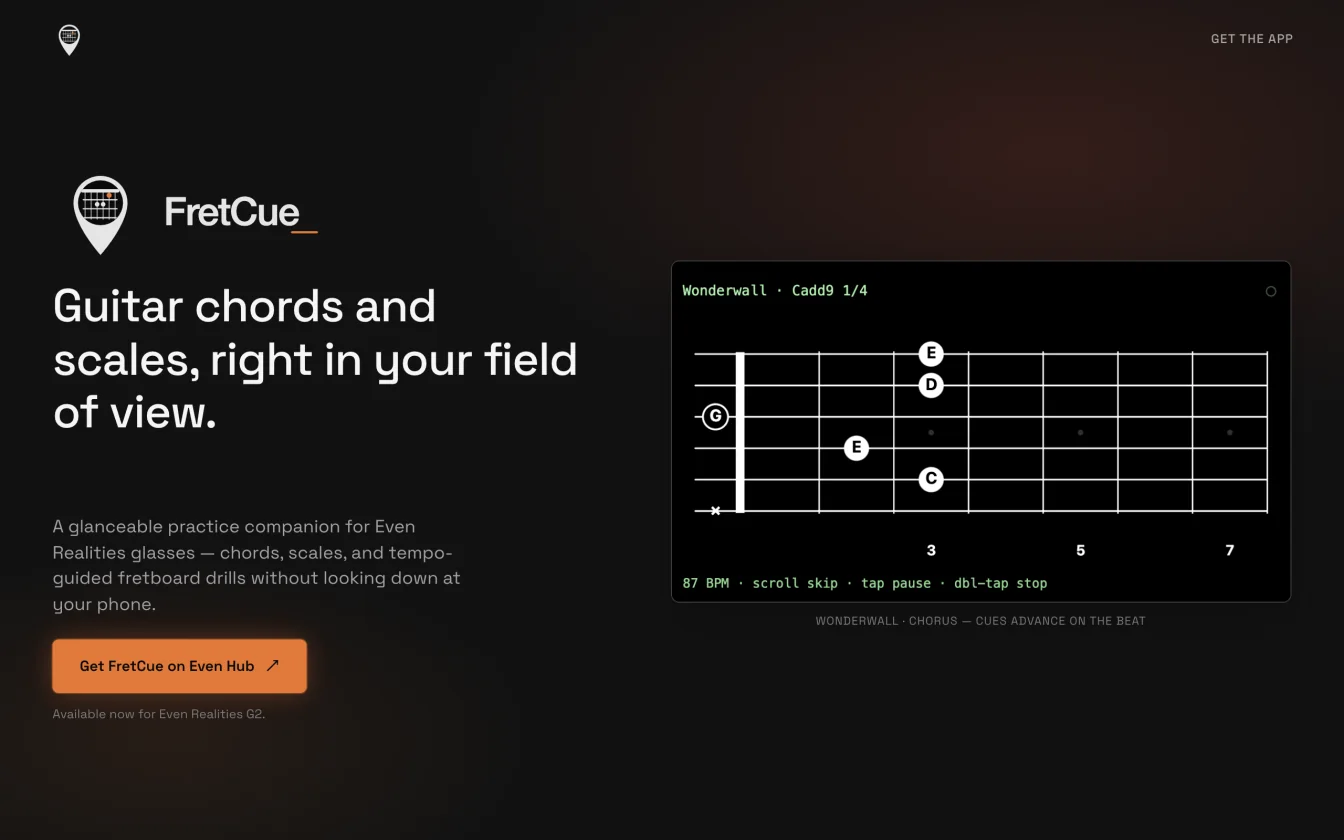 GET THE APP
FretCue
Guitar chords and
scales, right in your field
of view.
A glanceable practice companion for Even
Realities glasses — chords, scales, and tempo-
guided fretboard drills without looking down at
your phone.
Get FretCue on Even Hub ↗
Available now for Even Realities G2.
Wonderwall · Cadd9 1/4
E
D
G
E
C
×
3 5 7
87 BPM · scroll skip · tap pause · dbl-tap stop
WONDERWALL · CHORUS — CUES ADVANCE ON THE BEAT